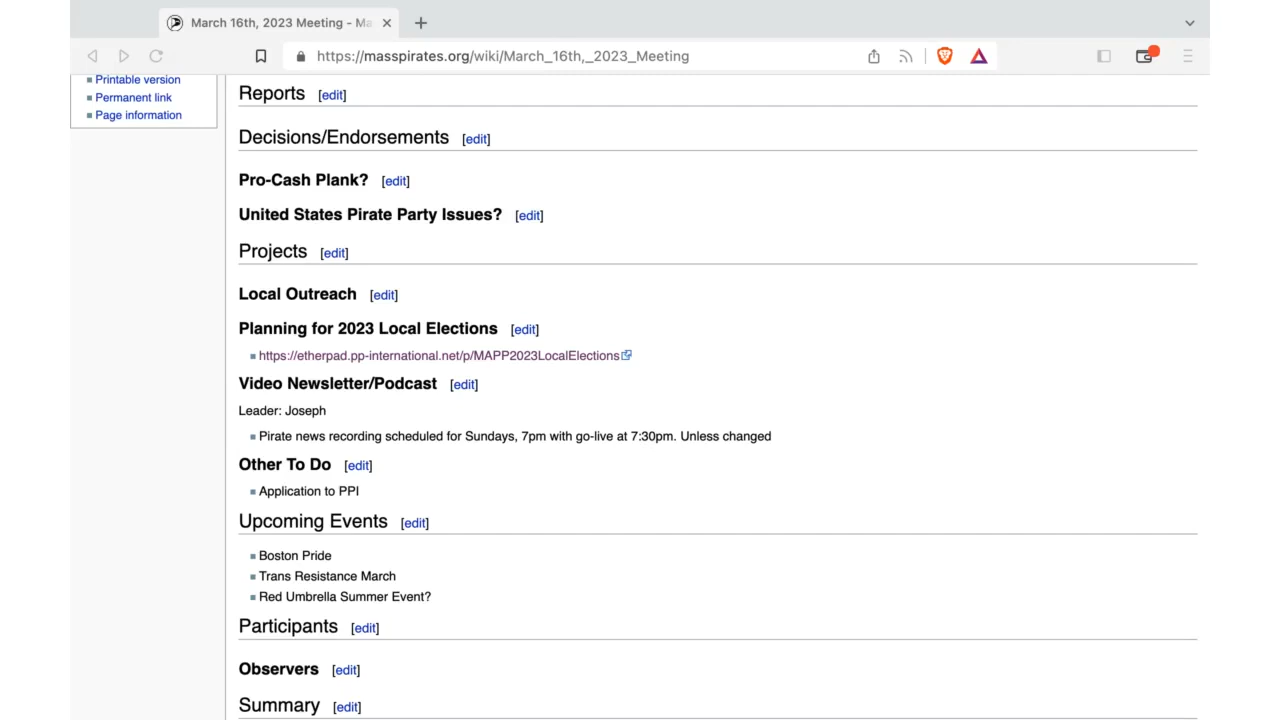 March 16th, 2023 Meeting - Ma
https://masspirates.org/wiki/March_16th,_2023_Meeting
Printable version
Permanent link
Page information
Reports [edit]
Decisions/Endorsements [edit]
Pro-Cash Plank? [edit]
United States Pirate Party Issues? [edit]
Projects [edit]
Local Outreach [edit]
Planning for 2023 Local Elections [edit]
https://etherpad.pp-international.net/p/MAPP2023LocalElections
Video Newsletter/Podcast [edit]
Leader: Joseph
Pirate news recording scheduled for Sundays, 7pm with go-live at 7:30pm. Unless changed
Other To Do [edit]
Application to PPI
Upcoming Events [edit]
Boston Pride
Trans Resistance March
Red Umbrella Summer Event?
Participants [edit]
Observers [edit]
Summary [edit]